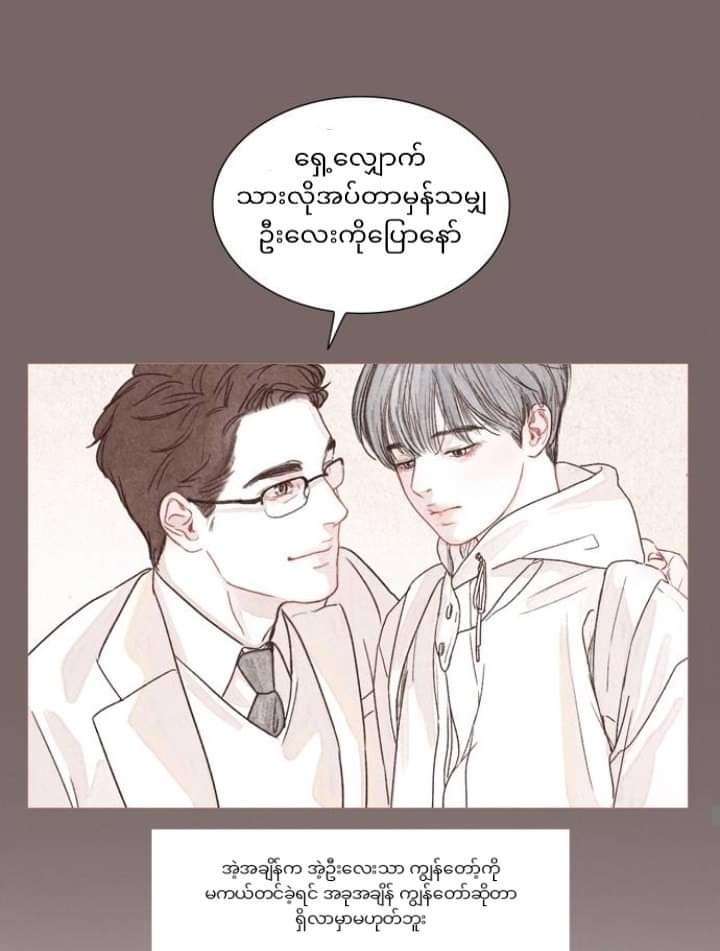 ရှေ့လျှောက်
သားလိုအပ်တာမှန်သမျှ
ဦးလေးကိုပြောနော်
အဲ့အချိန်က အဲ့ဦးလေးသာ ကျွန်တော့်ကို
မကယ်တင်ခဲ့ရင် အခုအချိန် ကျွန်တော်ဆိုတာ
ရှိလာမှာမဟုတ်ဘူး